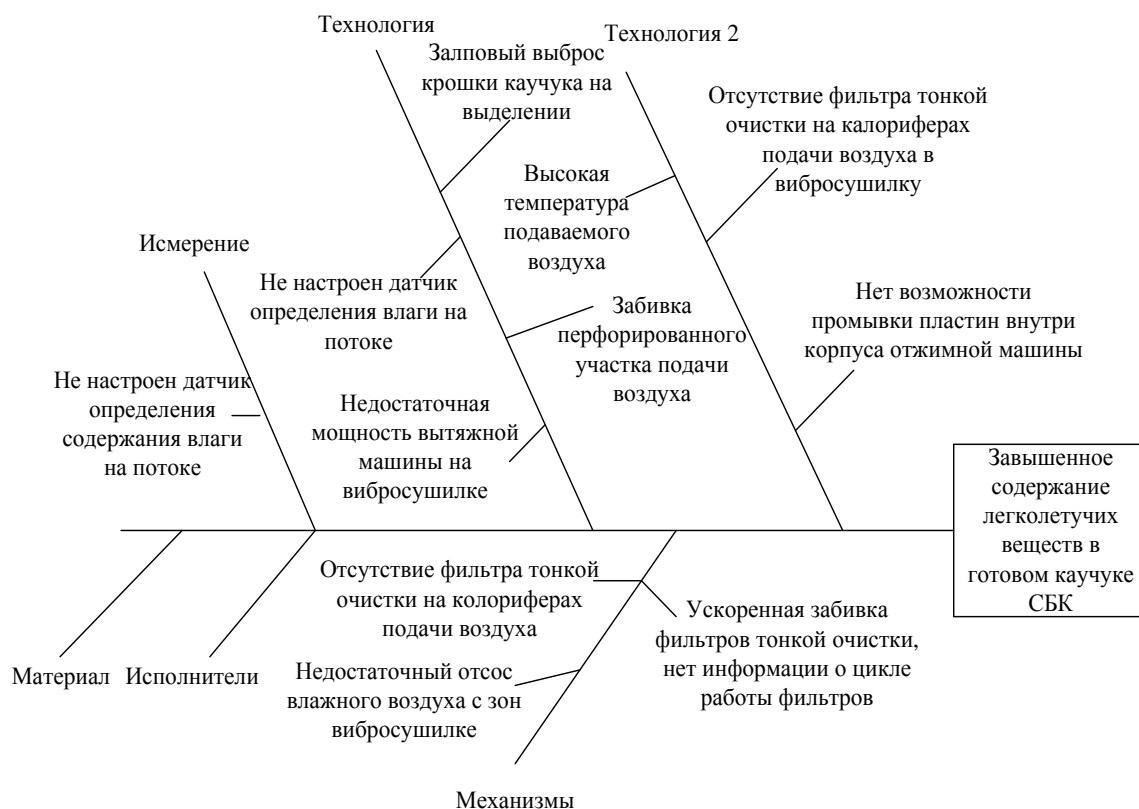 Технология
Залповый выброс
крошки каучука на
выделении
Технология 2
Отсутствие фильтра тонкой
очистки на калориферах
подачи воздуха в
вибросушилку
Высокая
температура
подаваемого
воздуха
Исмерение
Не настроен датчик
определения влаги на
потоке
Забивка
перфорированного
участка подачи
воздуха
Нет возможности
промывки пластин внутри
корпуса отжимной машины
Не настроен датчик
определения
содержания влаги
на потоке
Недостаточная
мощность вытяжной
машины на
вибросушилке
Завышенное
содержание
легколетучих
веществ в
готовом каучуке
СБК
Отсутствие фильтра тонкой
очистки на колориферах
подачи воздуха
Ускоренная забивка
фильтров тонкой очистки,
нет информации о цикле
работы фильтров
Материал
Исполнители
Недостаточный отсос
влажного воздуха с зон
вибросушилке
Механизмы